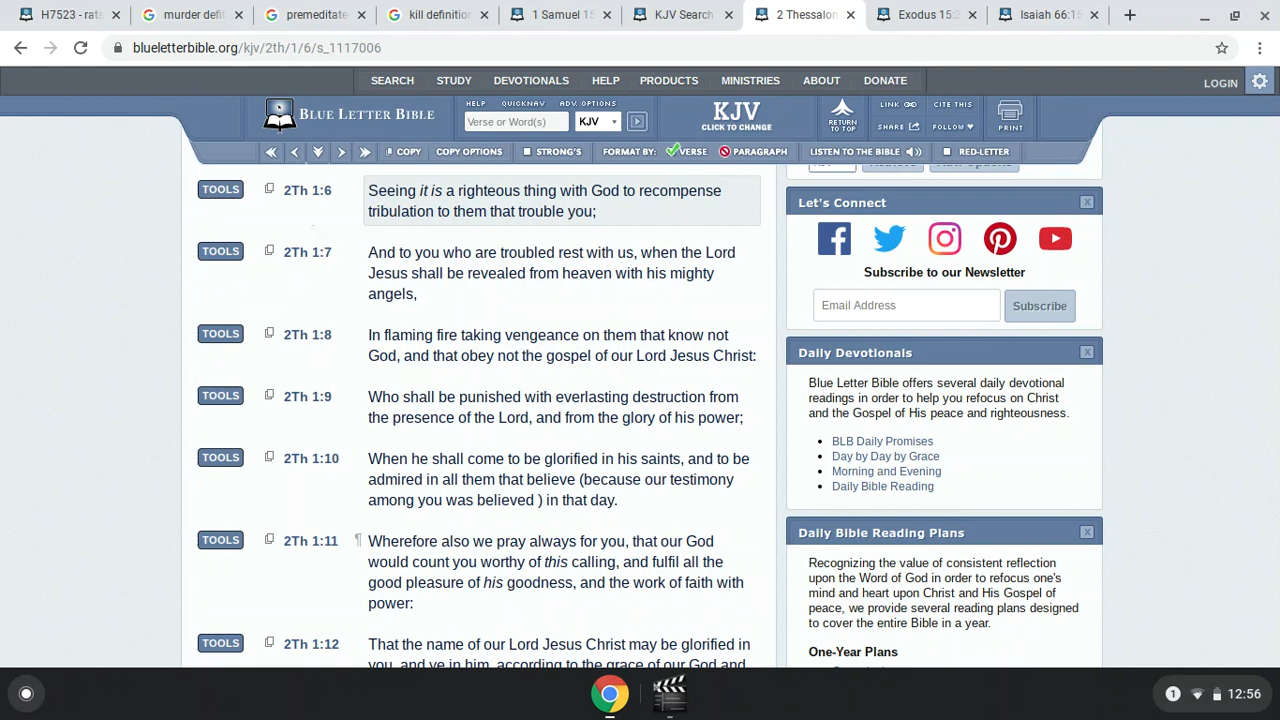 H7523 - rats
murder defi
premeditate
kill definition
1 Samuel 15
KJV Search
2 Thessalon
Exodus 15:2
Isaiah 66:15
blueletterbible.org/kjv/2th/1/6/s_1117006
SEARCH STUDY DEVOTIONALS HELP PRODUCTS MINISTRIES ABOUT DONATE
LOGIN
BLUE LETTER BIBLE
HELP QUICKNAV ADV. OPTIONS
Verse or Word(s)
KJV
KJV
CLICK TO CHANGE
RETURN
TO TOP
LINK CITE THIS
SHARE FOLLOW
PRINT
COPY COPY OPTIONS STRONG'S FORMAT BY: VERSE PARAGRAPH LISTEN TO THE BIBLE RED-LETTER
TOOLS 2Th 1:6 Seeing it is a righteous thing with God to recompense
tribulation to them that trouble you;
TOOLS 2Th 1:7 And to you who are troubled rest with us, when the Lord
Jesus shall be revealed from heaven with his mighty
angels,
TOOLS 2Th 1:8 In flaming fire taking vengeance on them that know not
God, and that obey not the gospel of our Lord Jesus Christ:
TOOLS 2Th 1:9 Who shall be punished with everlasting destruction from
the presence of the Lord, and from the glory of his power;
TOOLS 2Th 1:10 When he shall come to be glorified in his saints, and to be
admired in all them that believe (because our testimony
among you was believed ) in that day.
TOOLS 2Th 1:11 ¶ Wherefore also we pray always for you, that our God
would count you worthy of this calling, and fulfil all the
good pleasure of his goodness, and the work of faith with
power:
TOOLS 2Th 1:12 That the name of our Lord Jesus Christ may be glorified in
you, and ye in him, according to the grace of our God and
Let's Connect
Subscribe to our Newsletter
Email Address
Subscribe
Daily Devotionals
Blue Letter Bible offers several daily devotional
readings in order to help you refocus on Christ
and the Gospel of His peace and righteousness.
• BLB Daily Promises
• Day by Day by Grace
• Morning and Evening
• Daily Bible Reading
Daily Bible Reading Plans
Recognizing the value of consistent reflection
upon the Word of God in order to refocus one's
mind and heart upon Christ and His Gospel of
peace, we provide several reading plans designed
to cover the entire Bible in a year.
One-Year Plans
1 12:56